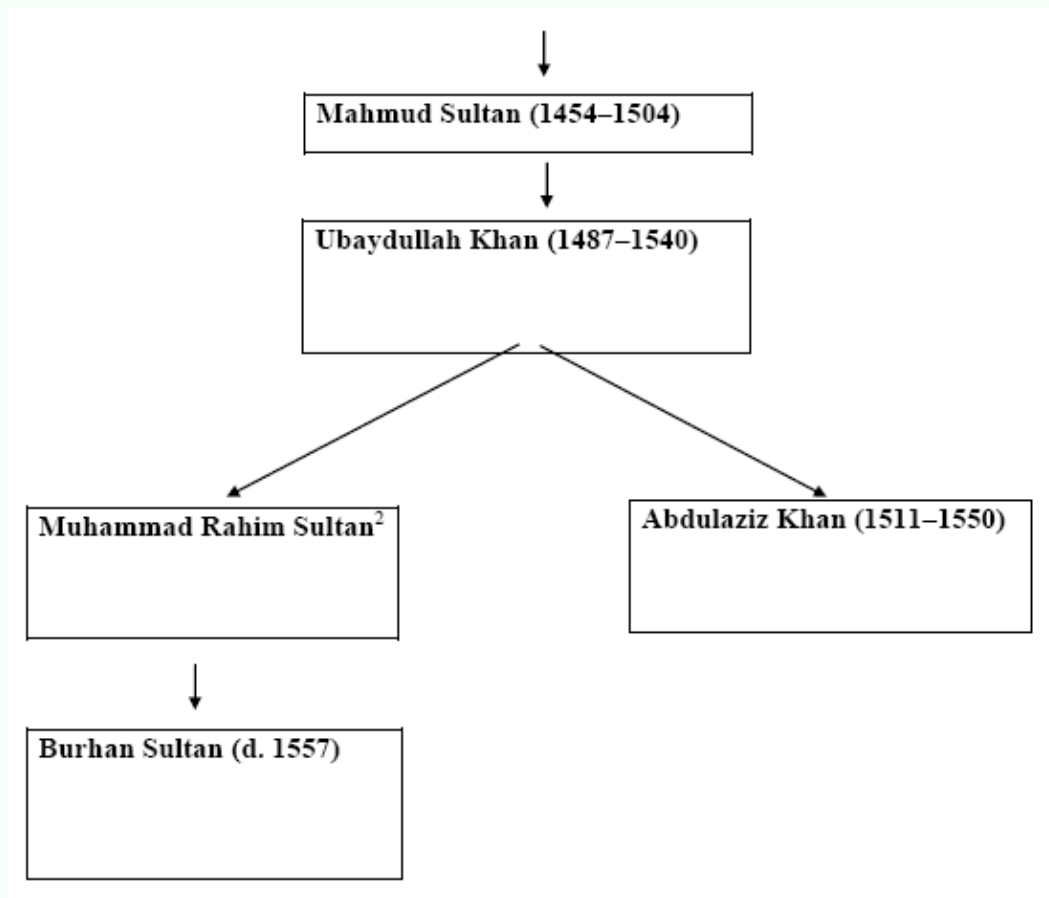 Mahmud Sultan (1454–1504)
Ubaydullah Khan (1487–1540)
Muhammad Rahim Sultan²
Abdulaziz Khan (1511–1550)
Burhan Sultan (d. 1557)